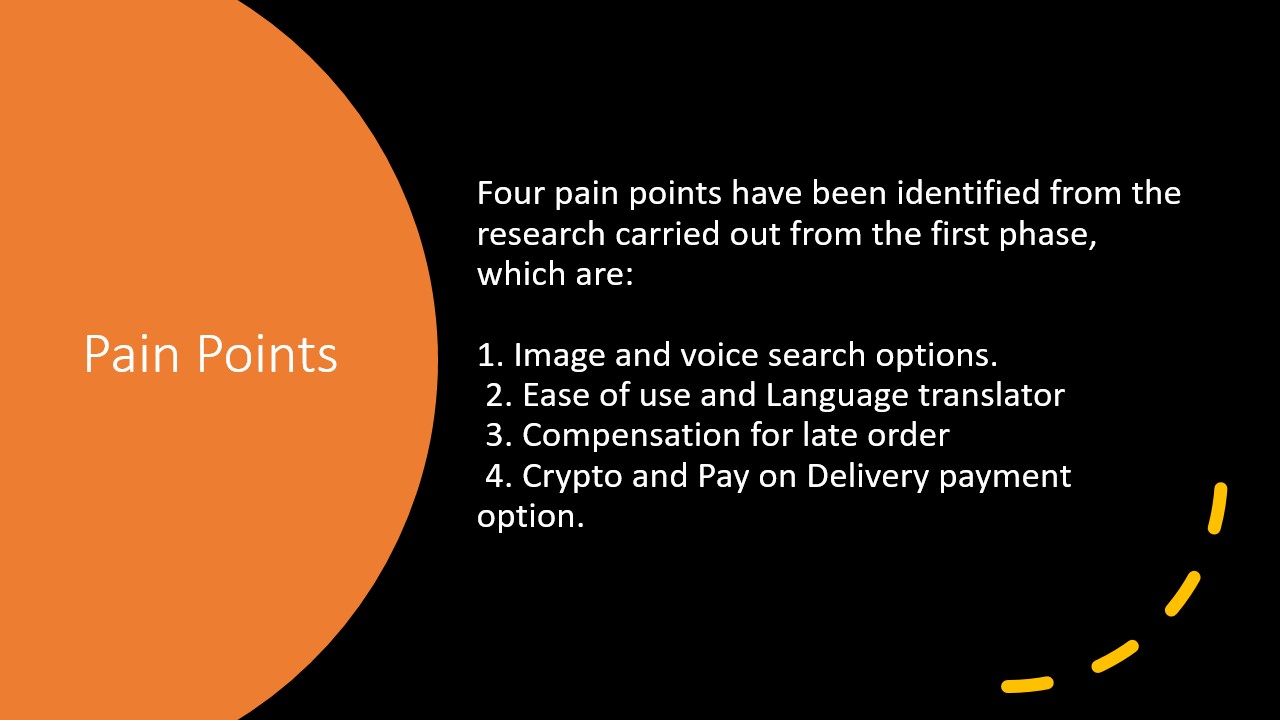 Pain Points
Four pain points have been identified from the
research carried out from the first phase,
which are:
1. Image and voice search options.
2. Ease of use and Language translator
3. Compensation for late order
4. Crypto and Pay on Delivery payment
option.